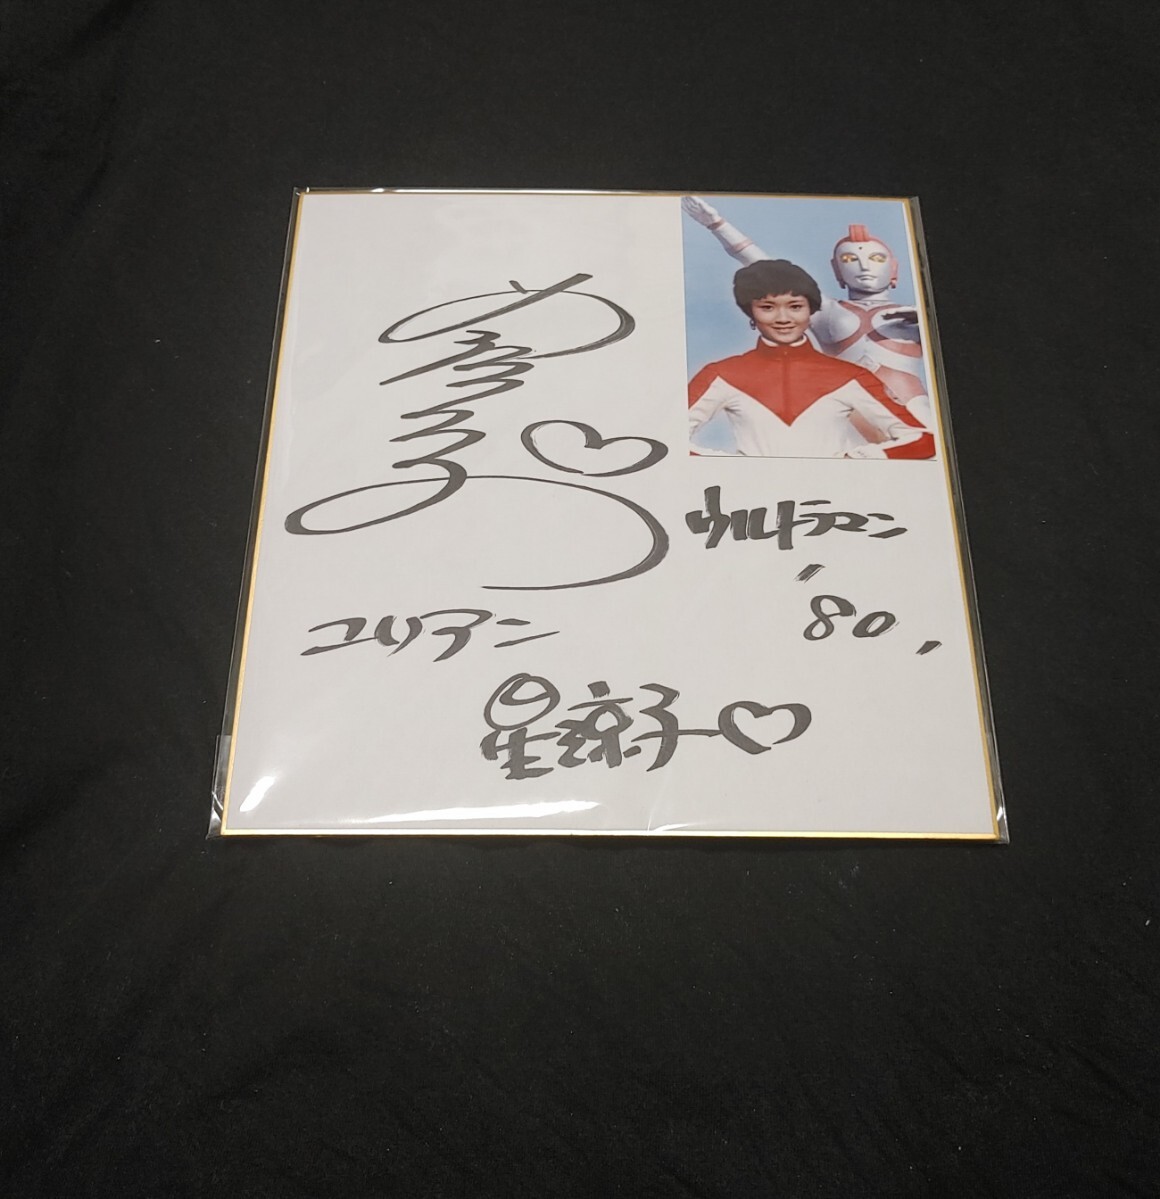 ウルトラマン
'80,
ユリアン
星涼子♡